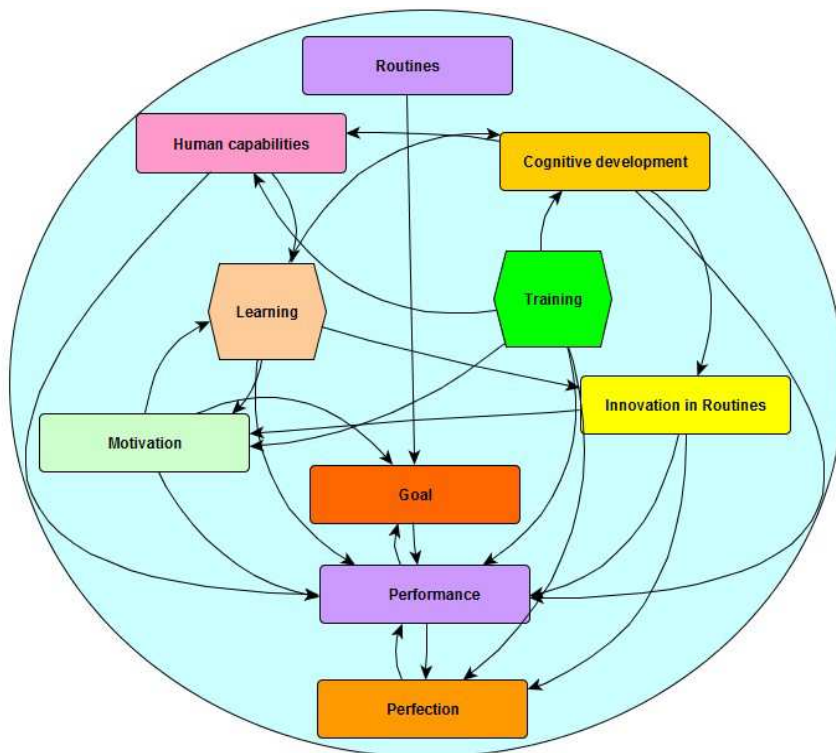 Routines
Human capabilities
Cognitive development
Learning
Training
Innovation in Routines
Motivation
Goal
Performance
Perfection